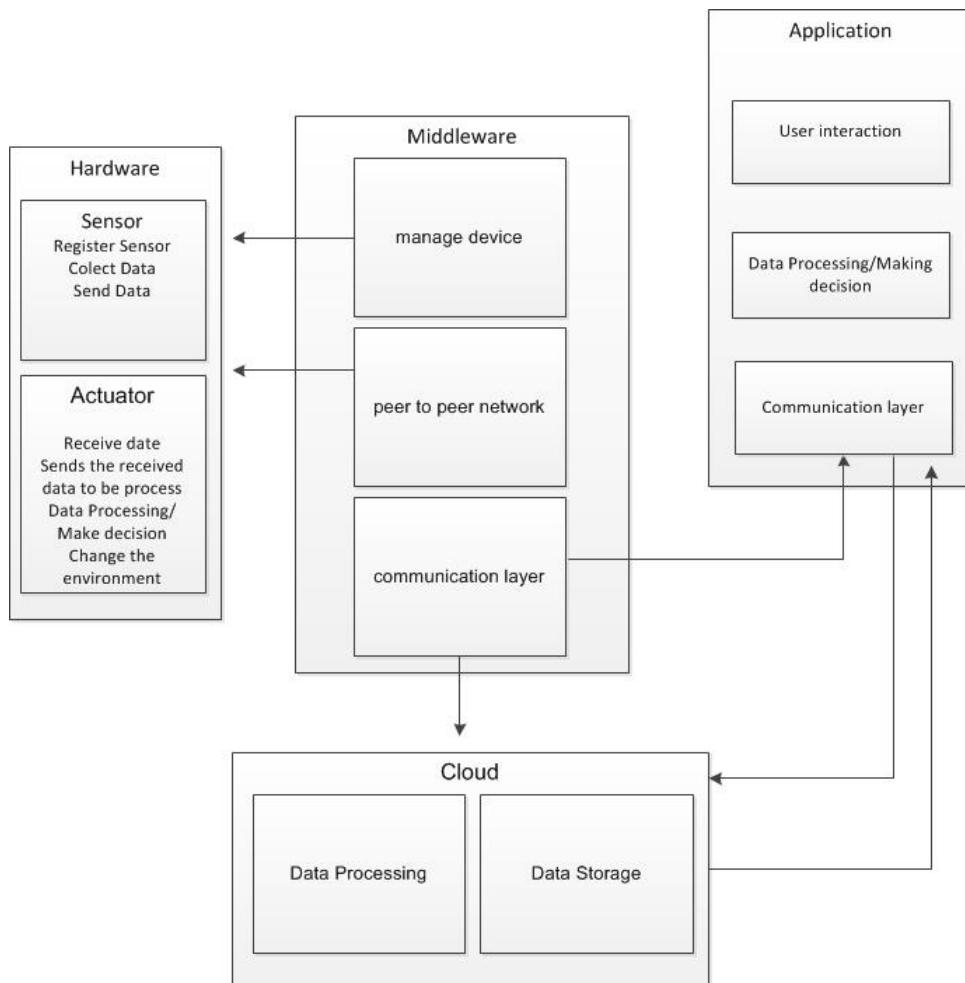 Hardware
Sensor
Register Sensor
Colect Data
Send Data
Actuator
Receive date
Sends the received
data to be process
Data Processing/
Make decision
Change the
environment
Middleware
manage device
peer to peer network
communication layer
Application
User interaction
Data Processing/Making
decision
Communication layer
Cloud
Data Processing
Data Storage